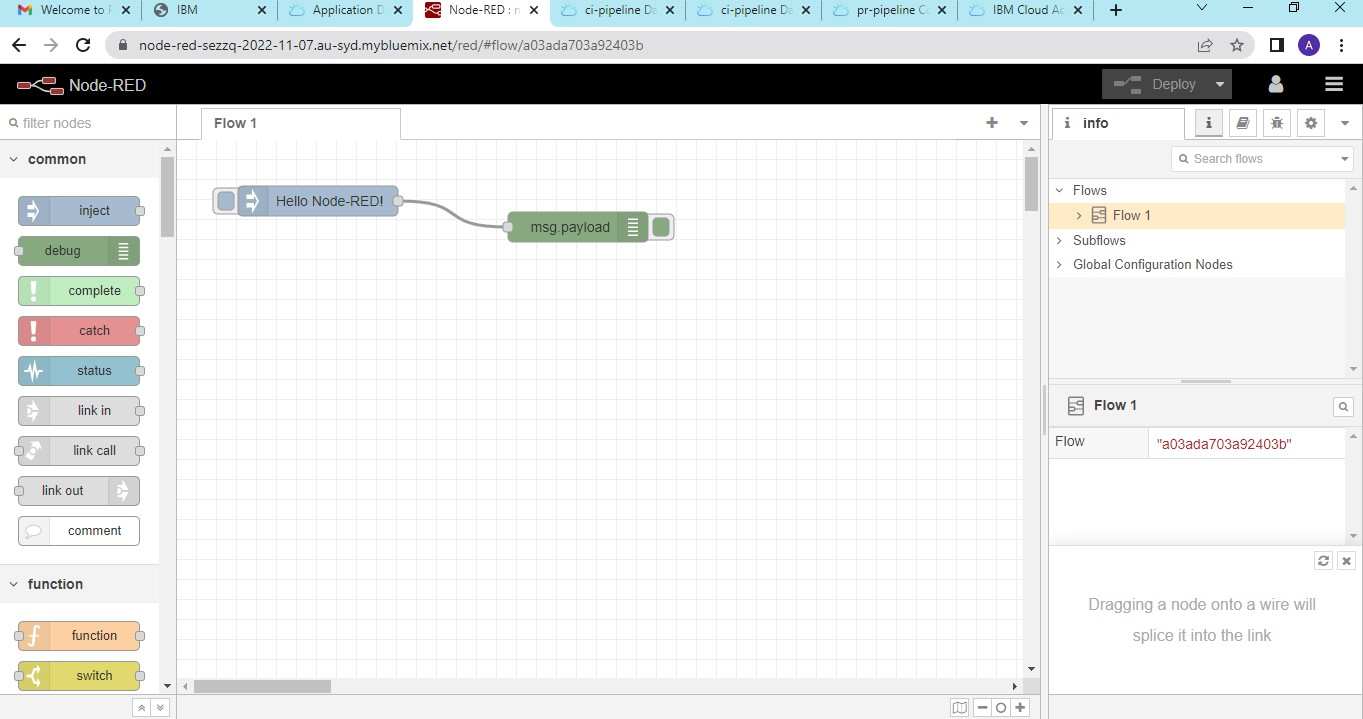 Welcome to
IBM
Application D
Node-RED : n
ci-pipeline Da
ci-pipeline Da
pr-pipeline C
IBM Cloud Ac
node-red-sezzq-2022-11-07.au-syd.mybluemix.net/red/#flow/a03ada703a92403b
A
Node-RED
Deploy
filter nodes
Flow 1
i info
i
common
Search flows
Flows
Hello Node-RED!
inject
Flow 1
msg.payload
debug
Subflows
Global Configuration Nodes
complete
catch
status
link in
Flow 1
link call
Flow
"a03ada703a92403b"
link out
comment
function
Dragging a node onto a wire will
splice it into the link
function
switch